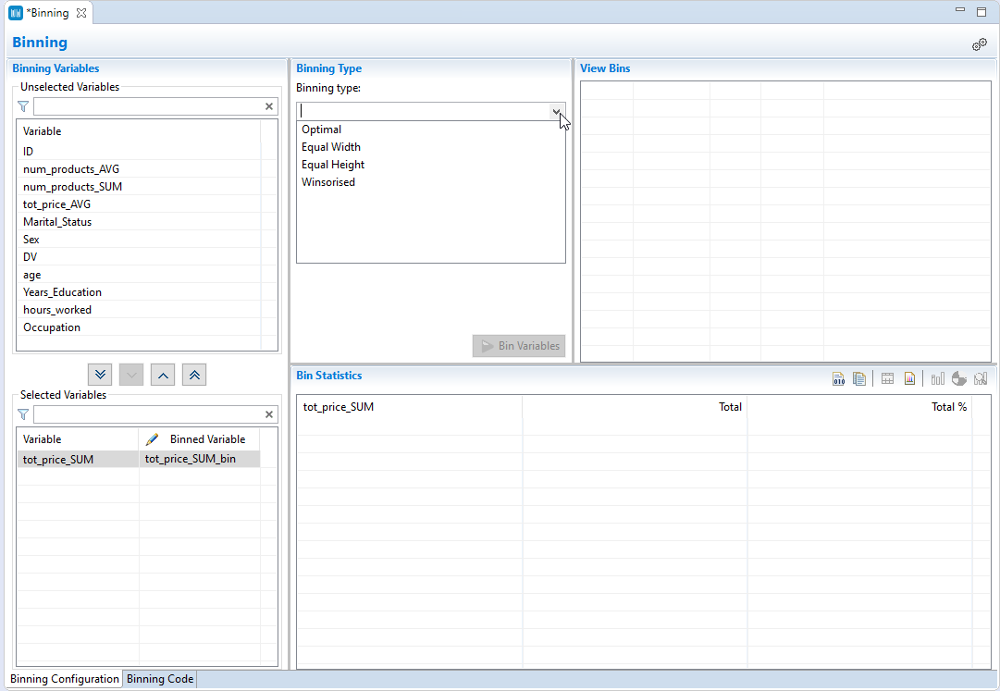 *Binning
Binning
Binning Variables
Unselected Variables
Variable
ID
num_products_AVG
num_products_SUM
tot_price_AVG
Marital_Status
Sex
DV
age
Years_Education
hours_worked
Occupation
Selected Variables
Variable Binned Variable
tot_price_SUM tot_price_SUM_bin
Binning Type
Binning type:
Optimal
Equal Width
Equal Height
Winsorised
Bin Variables
View Bins
Bin Statistics
tot_price_SUM Total Total %
Binning Configuration Binning Code